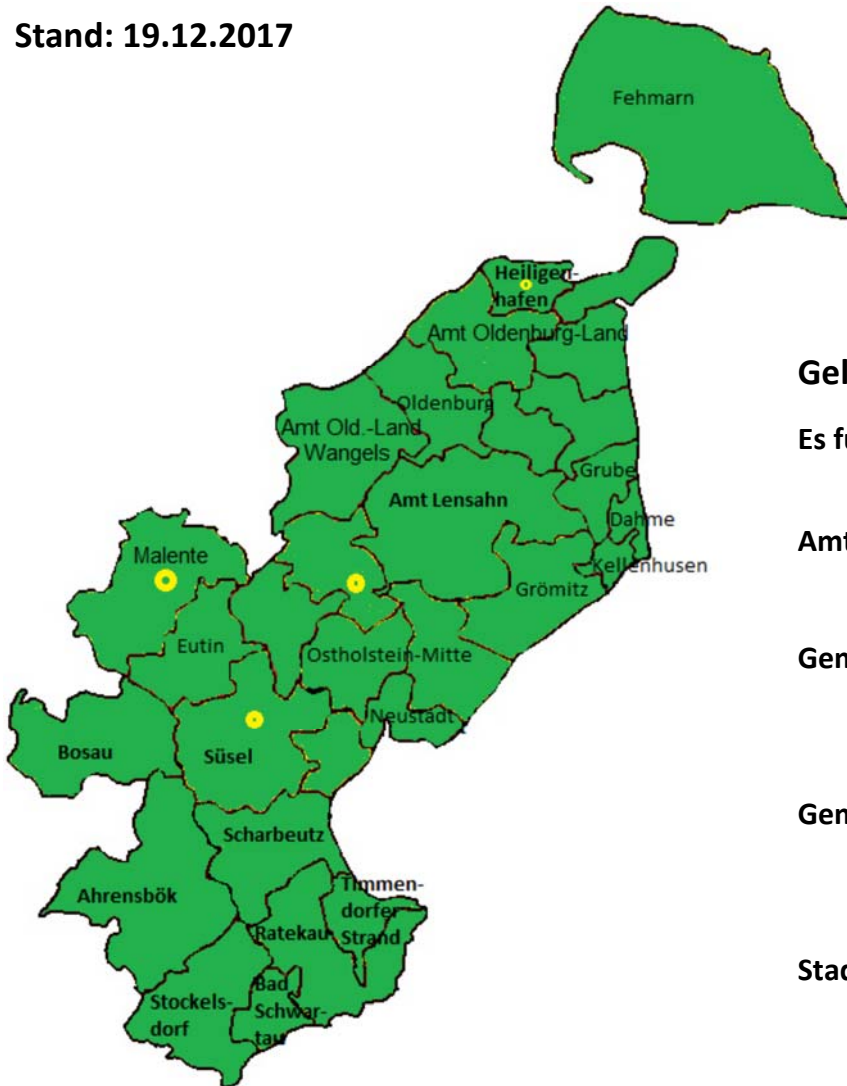 Stand: 19.12.2017
Fehmarn
Heiligen-
hafen
Amt Oldenburg-Land
Oldenburg
Amt Old.-Land
Wangels
Grube
Amt Lensahn
Dahme
Malente
Kellenhusen
Grömitz
Eutin
Ostholstein-Mitte
Neustadt
Bosau
Süsel
Scharbeutz
Timmen-
dorfer
Strand
Ahrensbök
Ratekau
Bad
Schwar-
tau
Stockels-
dorf
Gel
Es fu
Amt
Gem
Gem
Stad